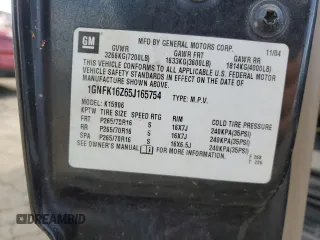 GM
MFD BY GENERAL MOTORS CORP. 11/04
GVWR GAWR FRT GAWR RR
3266KG(7200LB) 1633KG(3600LB) 1814KG(4000LB)
THIS VEHICLE CONFORMS TO ALL APPLICABLE U.S. FEDERAL MOTOR
VEHICLE SAFETY STANDARDS IN EFFECT ON THE DATE OF
MANUFACTURE SHOWN ABOVE.
1GNFK16Z65J165754 TYPE: M.P.V.
MODEL: K15906
KPTW TIRE SIZE SPEED RTG RIM COLD TIRE PRESSURE
FRT P265/70R16 S 16X7J 240KPA(35PSI)
RR P265/70R16 S 16X7J 240KPA(35PSI)
SPA P265/70R16 S 16X6.5J 240KPA(35PSI)
SEE OWNER'S MANUAL FOR MORE INFORMATION.
DREAMBID